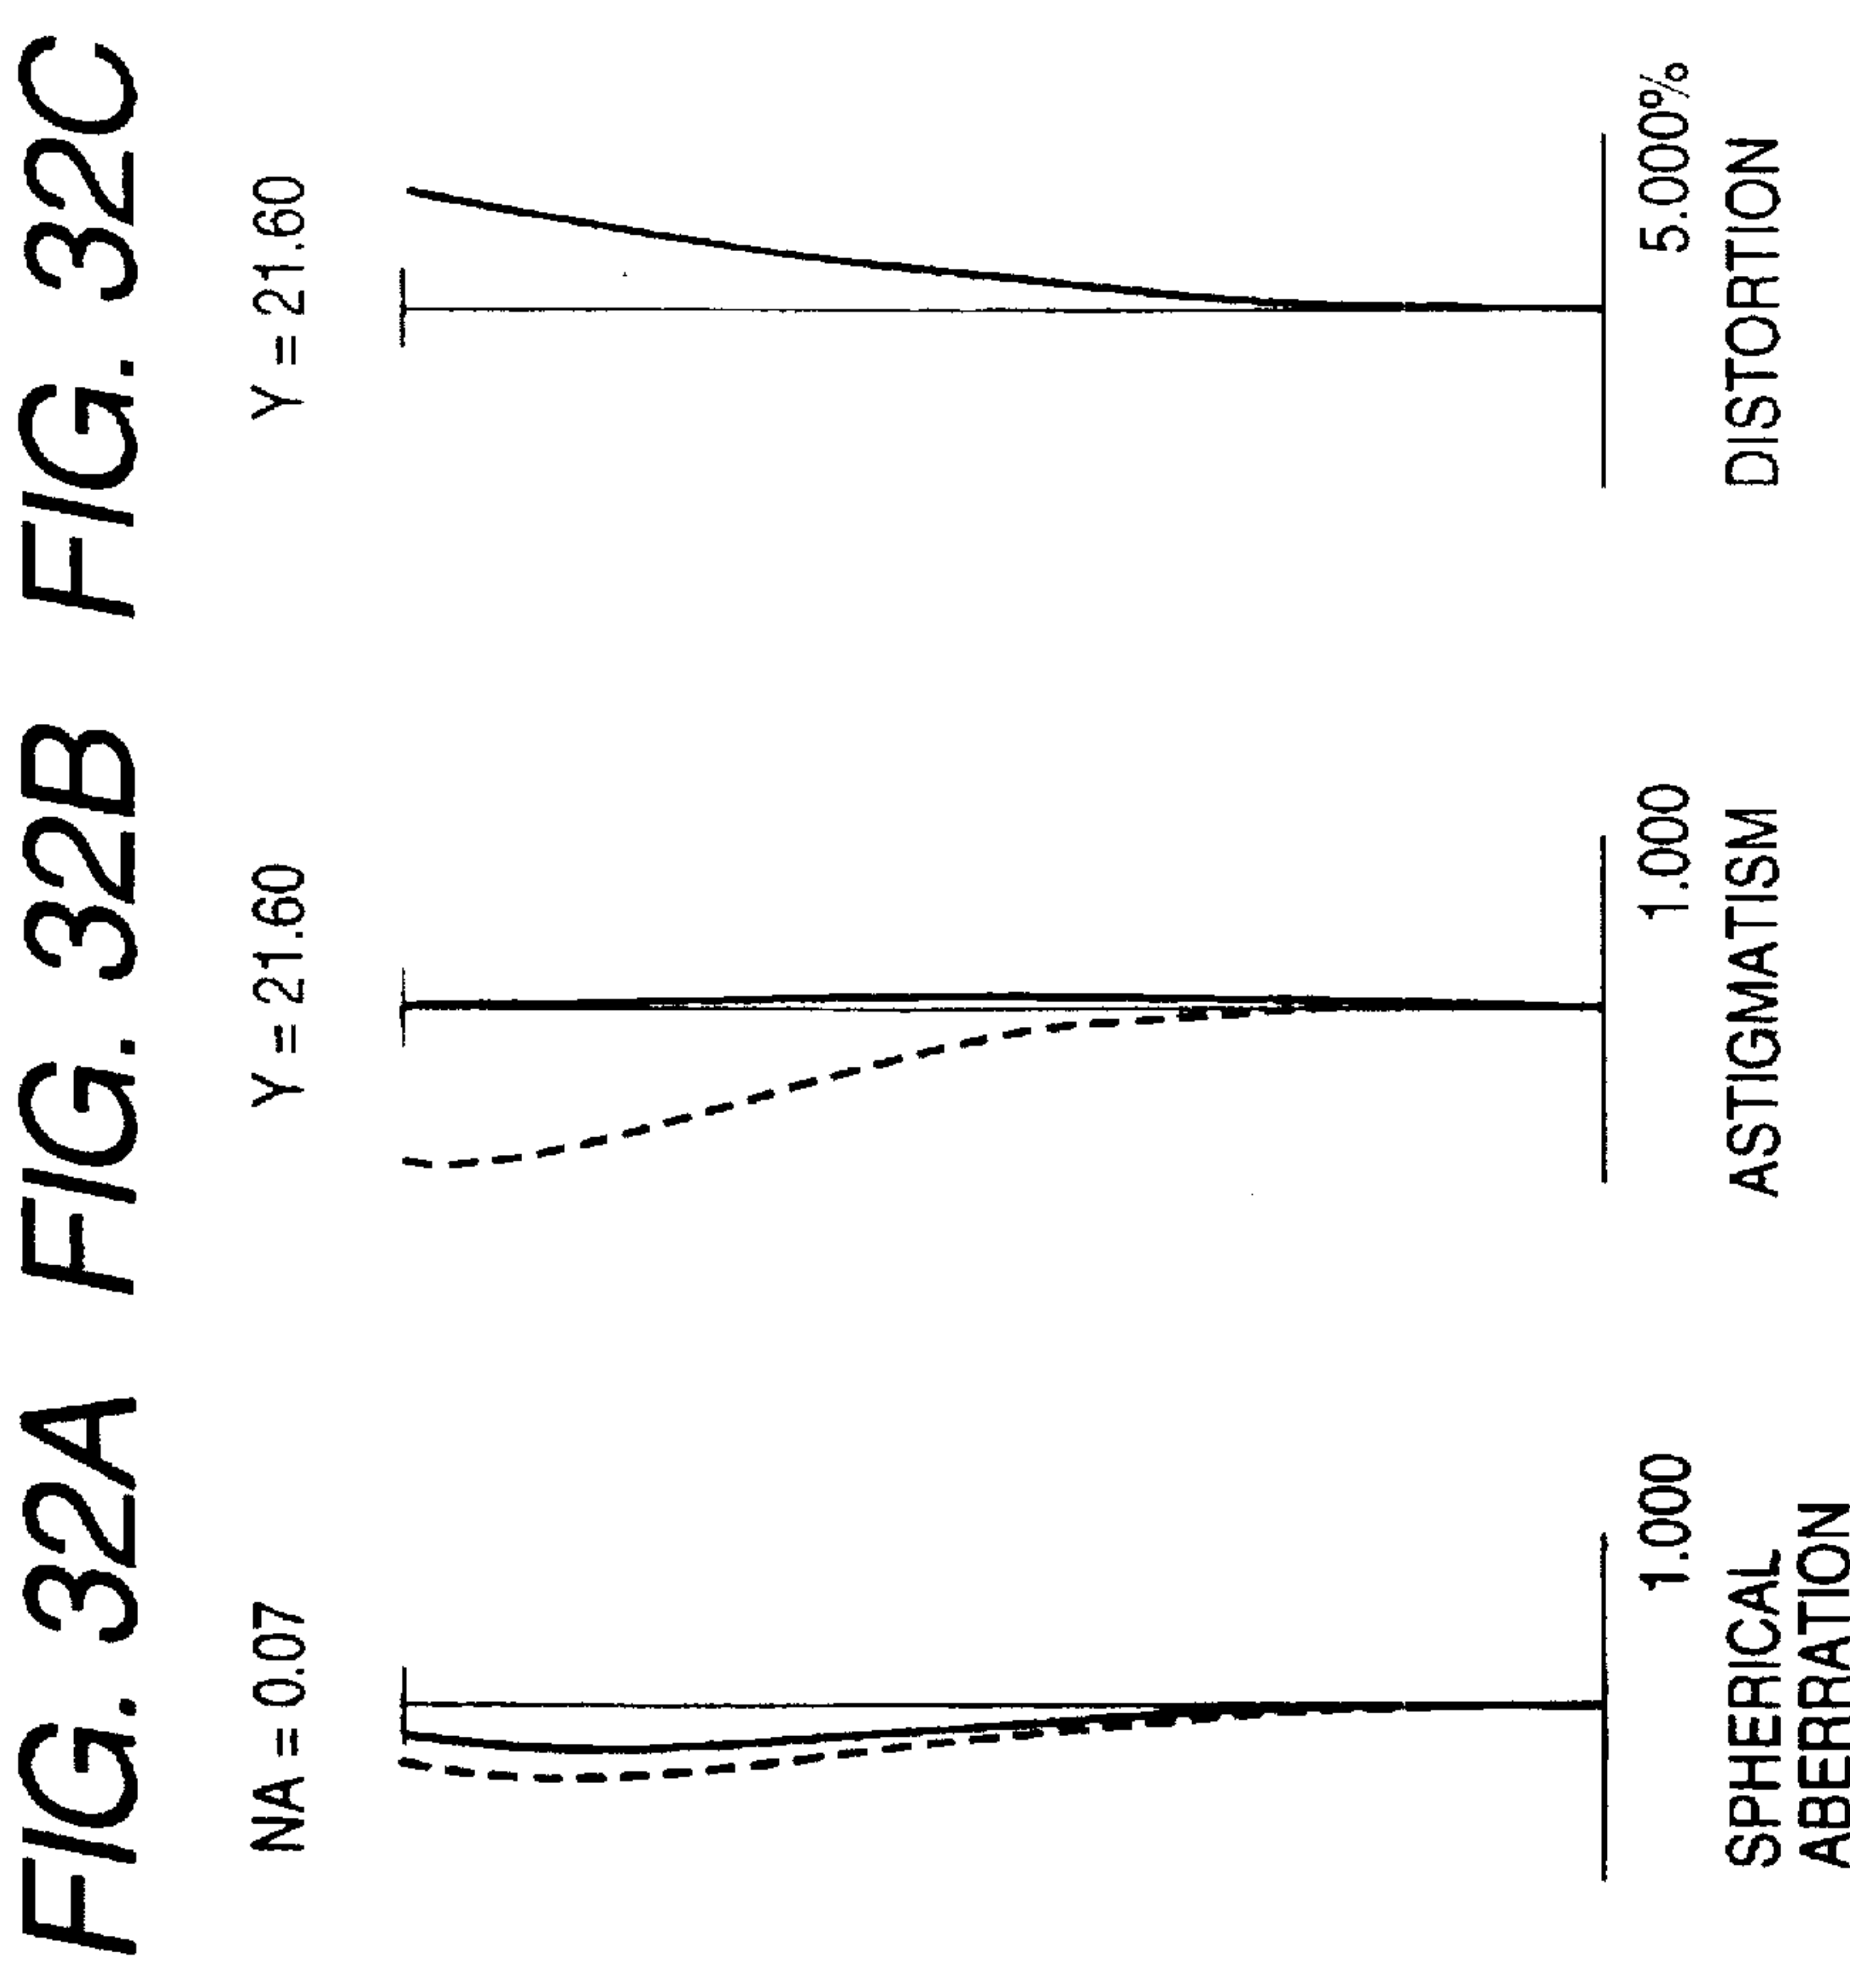 FIG. 32A
NA = 0.07
1.000
SPHERICAL
ABERRATION
FIG. 32B
Y = 21.60
1.000
ASTIGMATISM
FIG. 32C
Y = 21.60
5.000%
DISTORTION